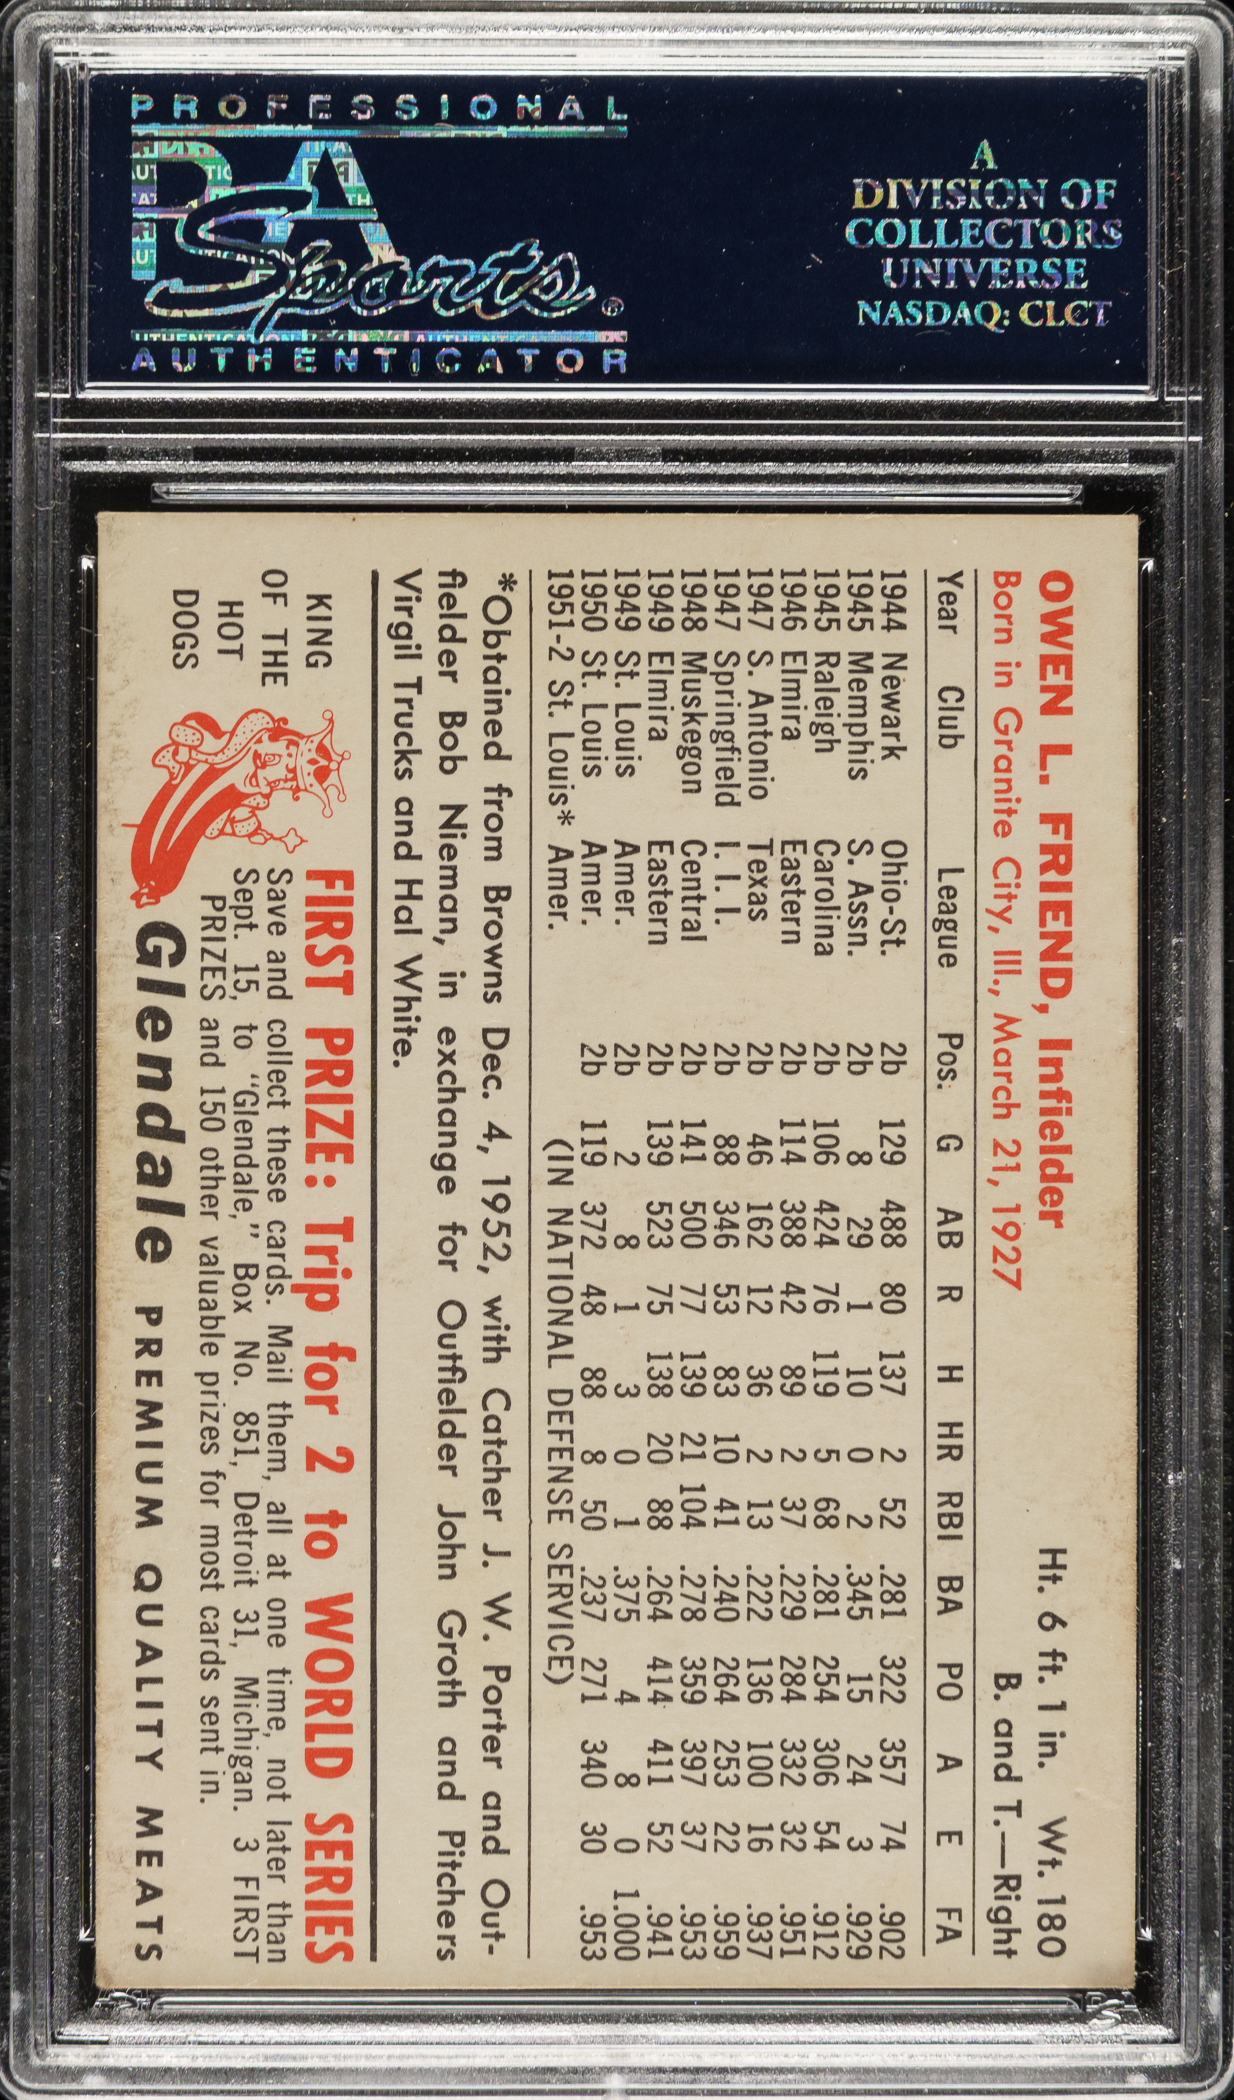 PROFESSIONAL
PSA
Sports®
AUTHENTICATOR
A
DIVISION OF
COLLECTORS
UNIVERSE
NASDAQ: CLCT
OWEN L. FRIEND, Infielder Ht. 6 ft. 1 in. Wt. 180
Born in Granite City, Ill., March 21, 1927 B. and T.—Right
Year Club League Pos. G AB R H HR RBI BA PO A E FA
1944 Newark Ohio-St. 2b 129 488 80 137 2 52 .281 322 357 74 .902
1945 Memphis S. Assn. 2b 8 29 1 10 0 2 .345 15 24 3 .929
1945 Raleigh Carolina 2b 106 424 76 119 5 68 .281 254 306 54 .912
1946 Elmira Eastern 2b 114 388 42 89 2 37 .229 284 332 32 .951
1947 S. Antonio Texas 2b 46 162 12 36 2 13 .222 136 100 16 .937
1947 Springfield I. I. I. 2b 88 346 53 83 10 41 .240 264 253 22 .959
1948 Muskegon Central 2b 141 500 77 139 21 104 .278 359 397 37 .953
1949 Elmira Eastern 2b 139 523 75 138 20 88 .264 414 411 52 .941
1949 St. Louis Amer. 2b 2 8 1 3 0 1 .375 4 8 0 1.000
1950 St. Louis Amer. 2b 119 372 48 88 8 50 .237 271 340 30 .953
1951-2 St. Louis* Amer. (IN NATIONAL DEFENSE SERVICE)
*Obtained from Browns Dec. 4, 1952, with Catcher J. W. Porter and Out-
fielder Bob Nieman, in exchange for Outfielder John Groth and Pitchers
Virgil Trucks and Hal White.
KING
OF THE
HOT
DOGS
FIRST PRIZE: Trip for 2 to WORLD SERIES
Save and collect these cards. Mail them, all at one time, not later than
Sept. 15, to "Glendale," Box No. 851, Detroit 31, Michigan. 3 FIRST
PRIZES and 150 other valuable prizes for most cards sent in.
Glendale PREMIUM QUALITY MEATS